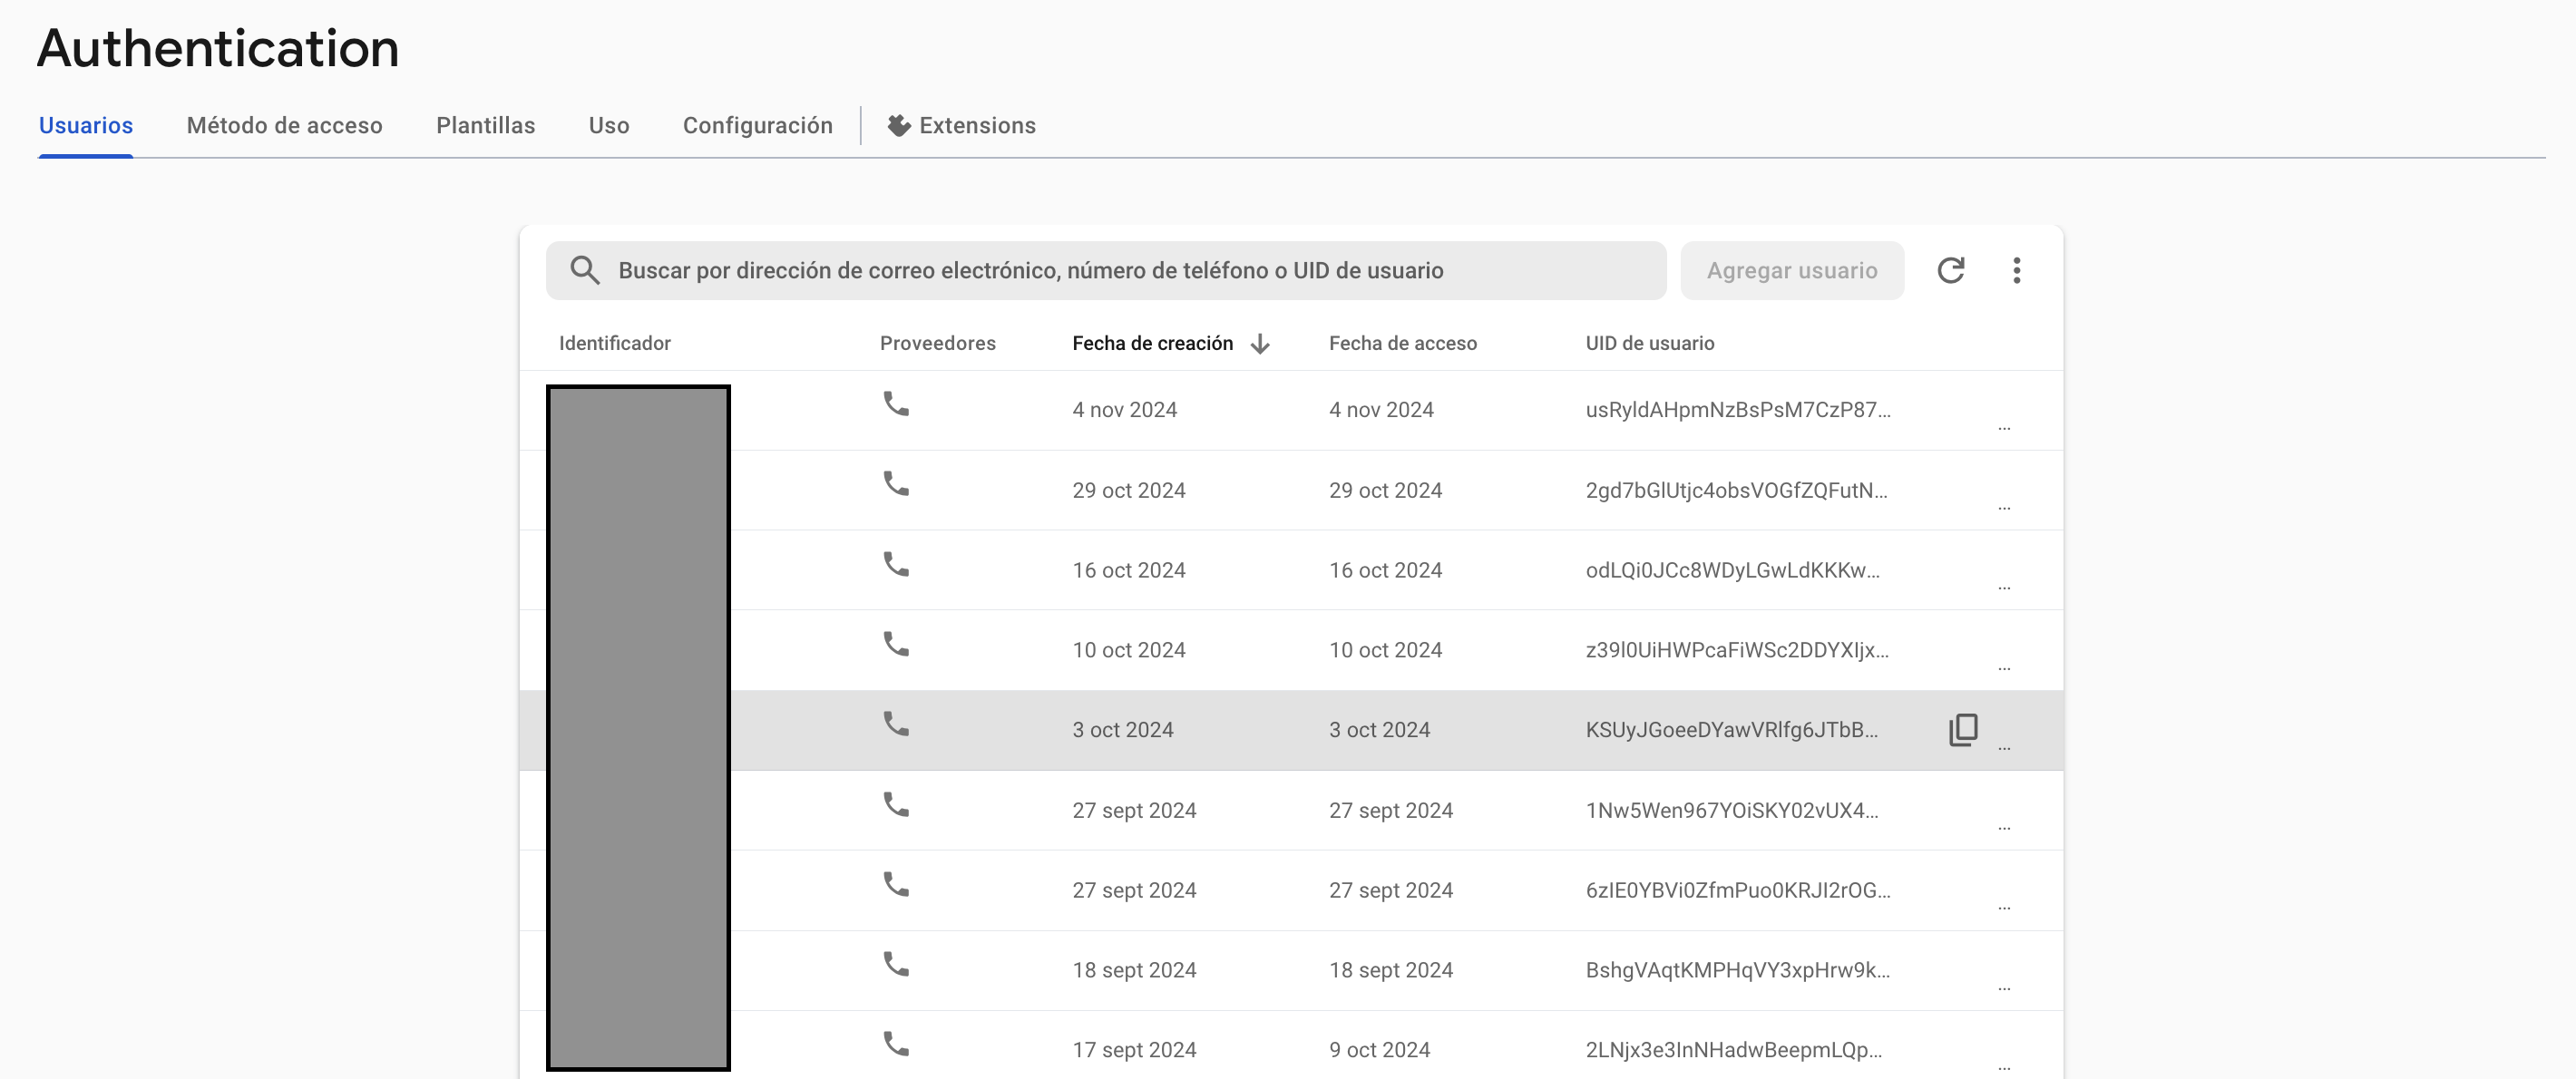 Authentication
Usuarios Método de acceso Plantillas Uso Configuración Extensions
Buscar por dirección de correo electrónico, número de teléfono o UID de usuario Agregar usuario
Identificador Proveedores Fecha de creación Fecha de acceso UID de usuario
4 nov 2024 4 nov 2024 usRyldAHpmNzBsPsM7CzP87...
29 oct 2024 29 oct 2024 2gd7bGlUtjc4obsVOGfZQFutN...
16 oct 2024 16 oct 2024 odLQi0JCc8WDyLGwLdKKKw...
10 oct 2024 10 oct 2024 z39l0UiHWPcaFiWSc2DDYXIjx...
3 oct 2024 3 oct 2024 KSUyJGoeeDYawVRlfg6JTbB...
27 sept 2024 27 sept 2024 1Nw5Wen967YOiSKY02vUX4...
27 sept 2024 27 sept 2024 6zIE0YBVi0ZfmPuo0KRJI2rOG...
18 sept 2024 18 sept 2024 BshgVAqtKMPHqVY3xpHrw9k...
17 sept 2024 9 oct 2024 2LNjx3e3InNHadwBeepmLQp...